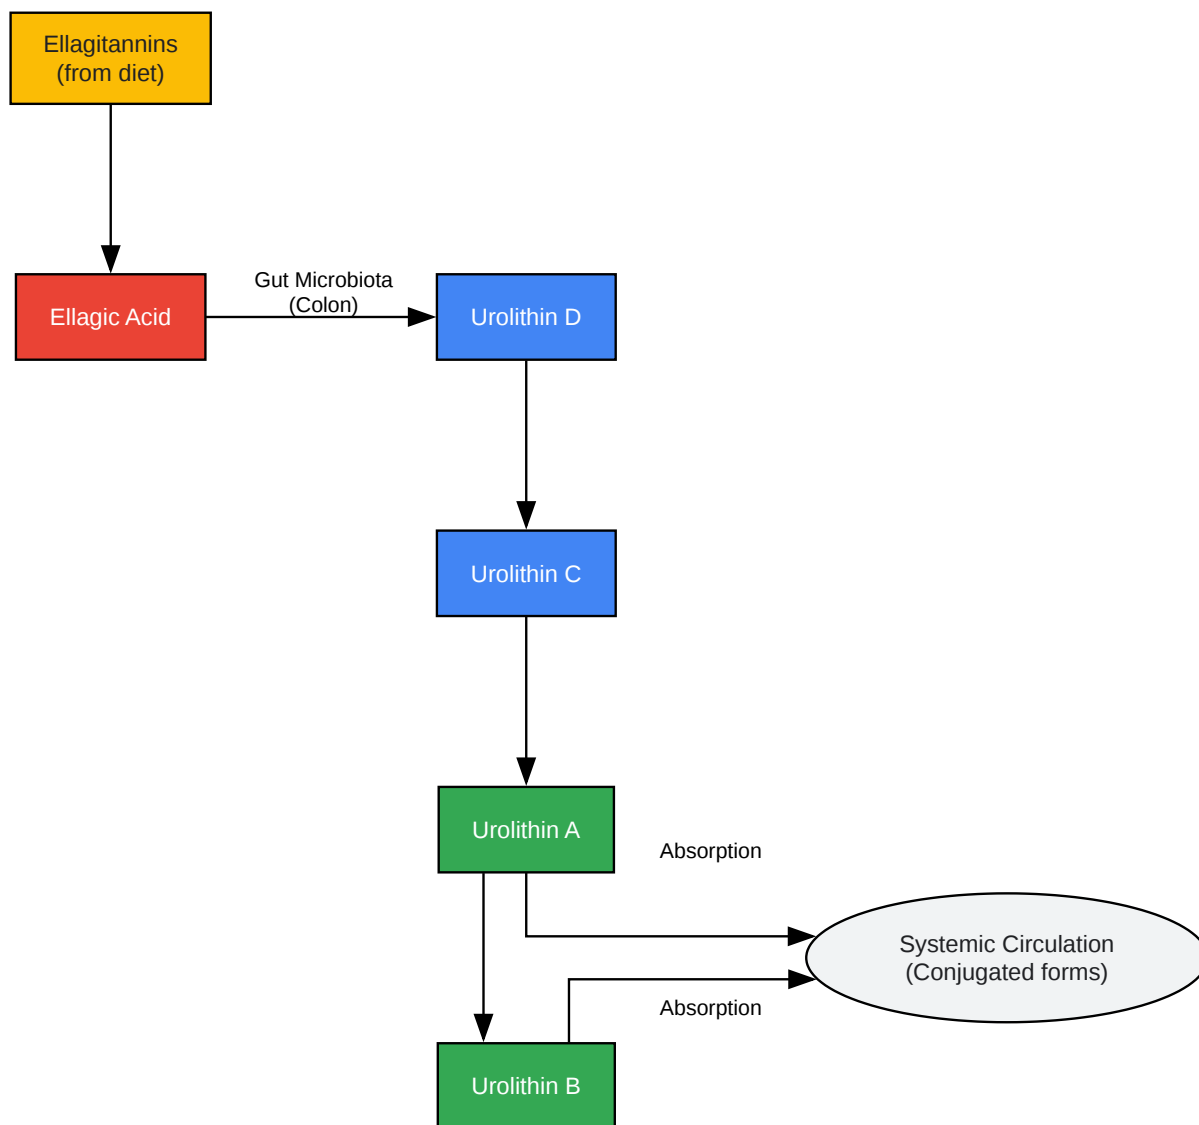 Ellagitannins
(from diet)
Ellagic Acid
Gut Microbiota
(Colon)
Urolithin D
Urolithin C
Urolithin A
Absorption
Systemic Circulation
(Conjugated forms)
Absorption
Urolithin B